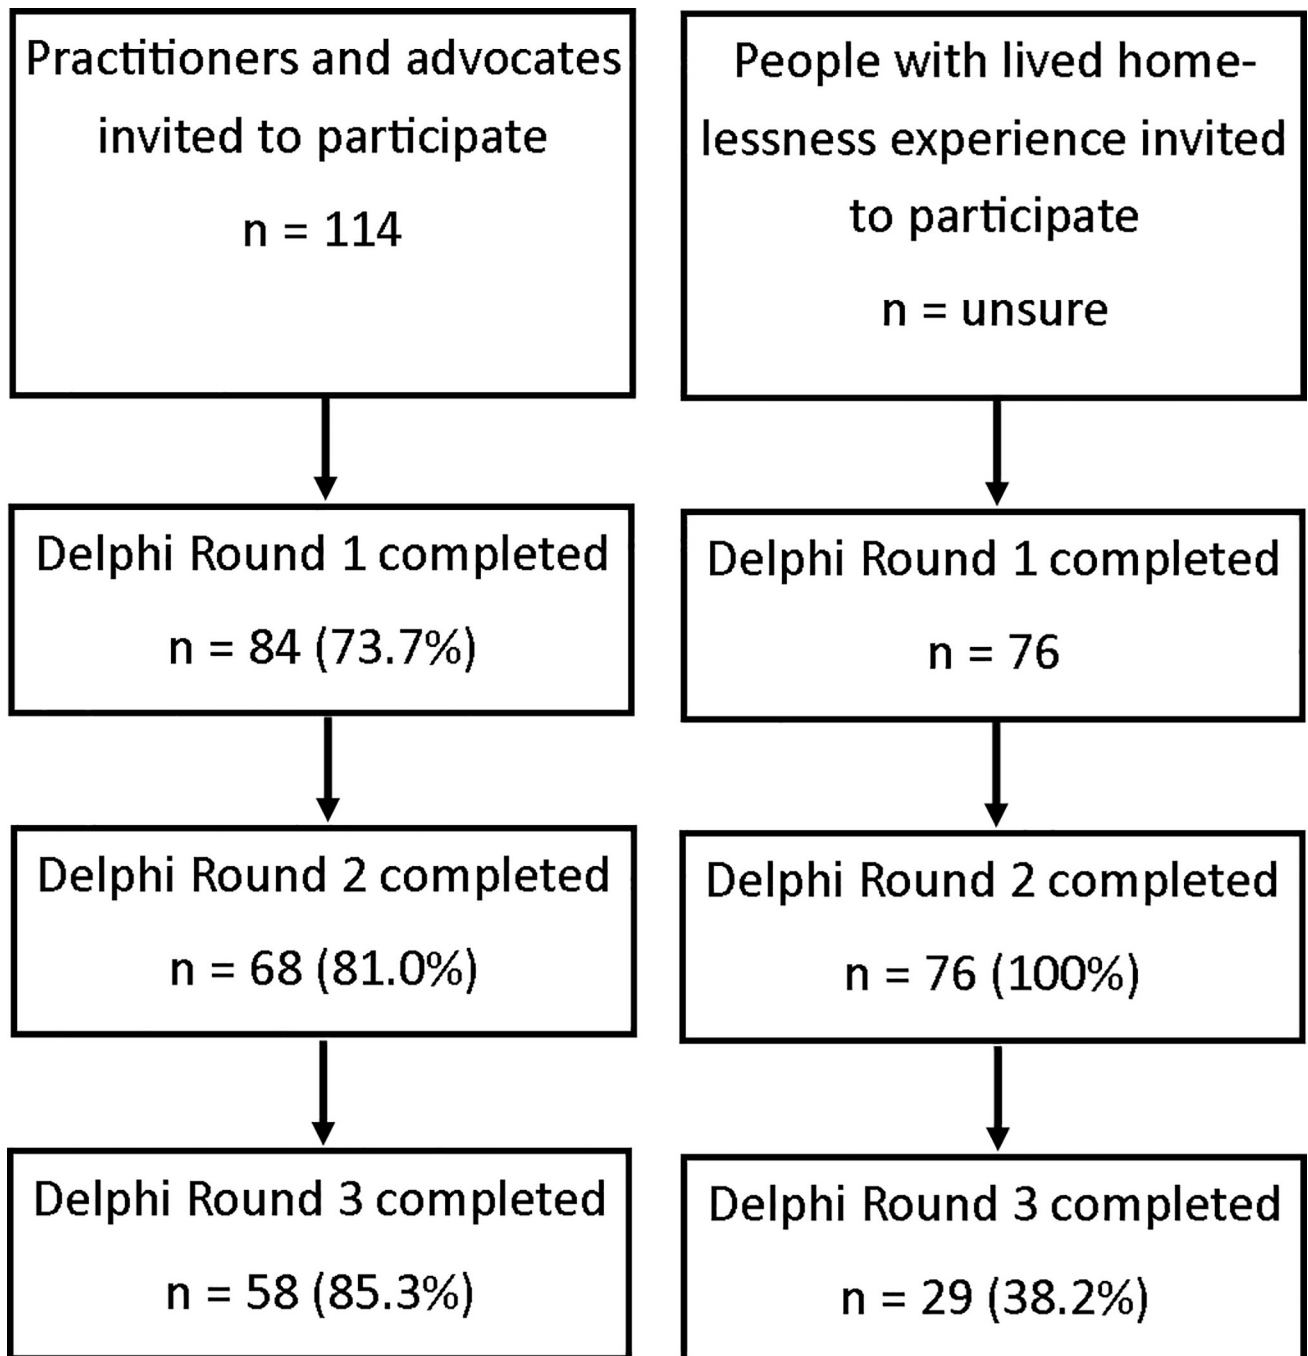 Practitioners and advocates
invited to participate
n = 114
People with lived home-
lessness experience invited
to participate
n = unsure
Delphi Round 1 completed
n = 84 (73.7%)
Delphi Round 1 completed
n = 76
Delphi Round 2 completed
n = 68 (81.0%)
Delphi Round 2 completed
n = 76 (100%)
Delphi Round 3 completed
n = 58 (85.3%)
Delphi Round 3 completed
n = 29 (38.2%)